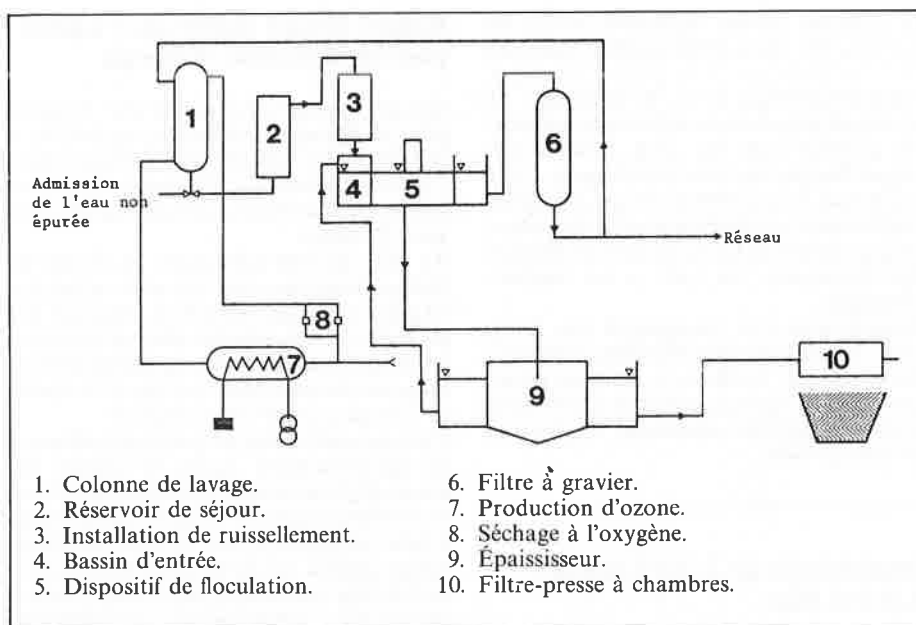 1
2
3
4
5
6
7
8
9
10
Admission
de l'eau non
épurée
Réseau
1. Colonne de lavage.
2. Réservoir de séjour.
3. Installation de ruissellement.
4. Bassin d'entrée.
5. Dispositif de floculation.
6. Filtre à gravier.
7. Production d'ozone.
8. Séchage à l'oxygène.
9. Épaississeur.
10. Filtre-presse à chambres.